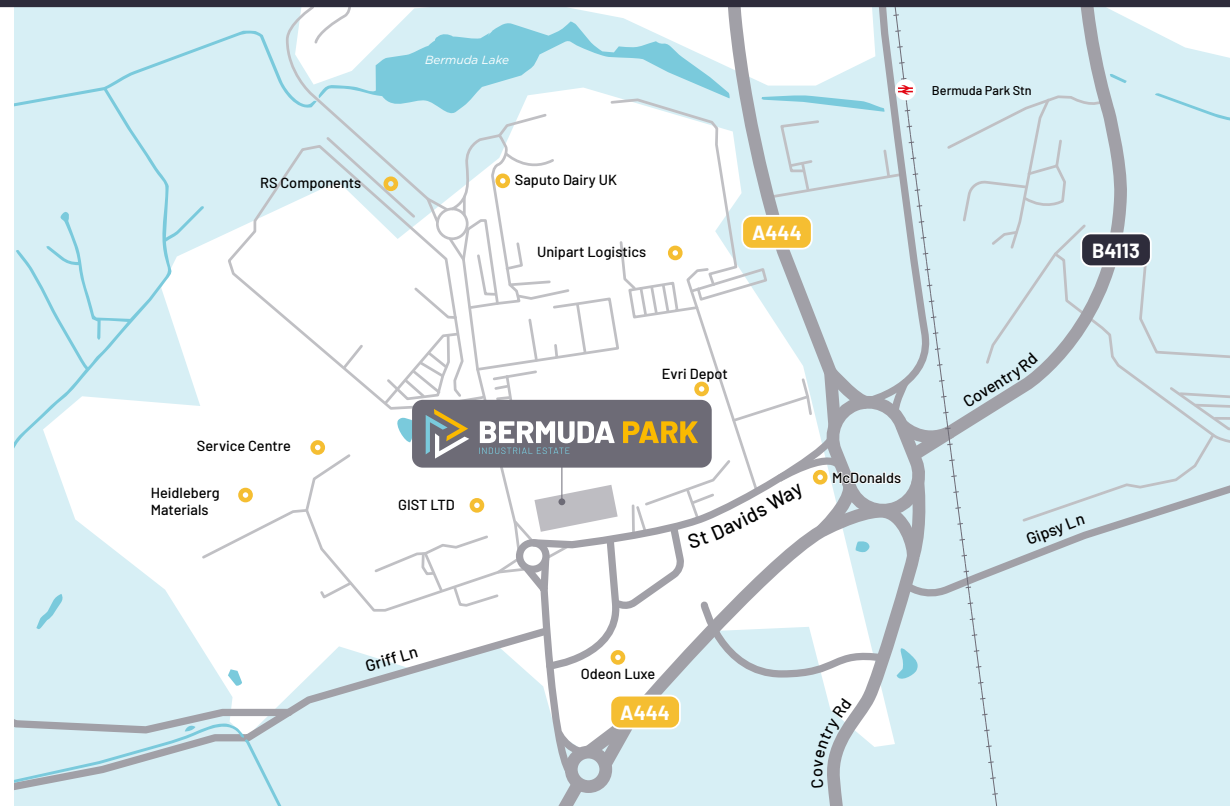 Bermuda Lake
Bermuda Park Stn
RS Components
Saputo Dairy UK
A444
B4113
Unipart Logistics
Evri Depot
Coventry Rd
BERMUDA PARK
INDUSTRIAL ESTATE
Service Centre
McDonalds
Heidleberg
Materials
GIST LTD
St Davids Way
Gipsy Ln
Griff Ln
Odeon Luxe
A444
Coventry Rd